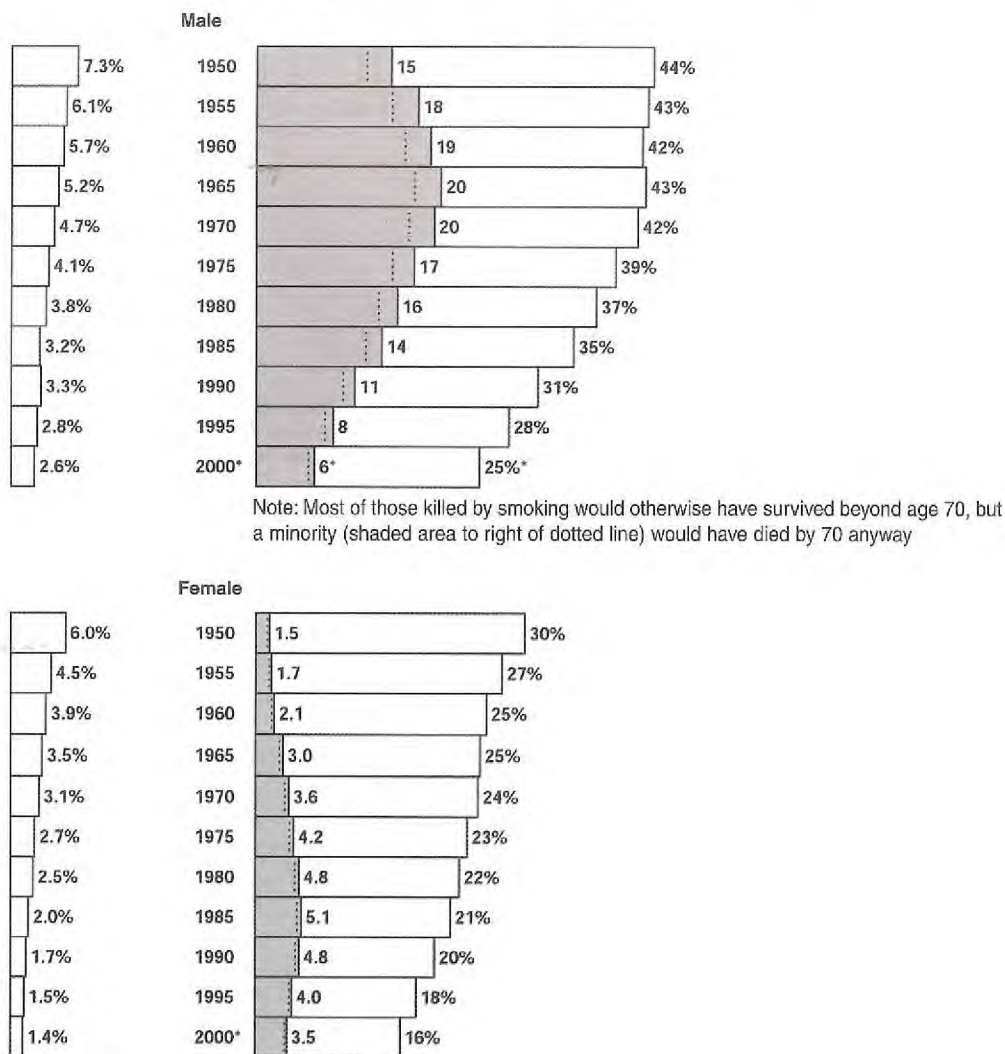 Male
7.3% 1950 15 44%
6.1% 1955 18 43%
5.7% 1960 19 42%
5.2% 1965 20 43%
4.7% 1970 20 42%
4.1% 1975 17 39%
3.8% 1980 16 37%
3.2% 1985 14 35%
3.3% 1990 11 31%
2.8% 1995 8 28%
2.6% 2000* 6* 25%*
Note: Most of those killed by smoking would otherwise have survived beyond age 70, but
a minority (shaded area to right of dotted line) would have died by 70 anyway
Female
6.0% 1950 1.5 30%
4.5% 1955 1.7 27%
3.9% 1960 2.1 25%
3.5% 1965 3.0 25%
3.1% 1970 3.6 24%
2.7% 1975 4.2 23%
2.5% 1980 4.8 22%
2.0% 1985 5.1 21%
1.7% 1990 4.8 20%
1.5% 1995 4.0 18%
1.4% 2000* 3.5 16%